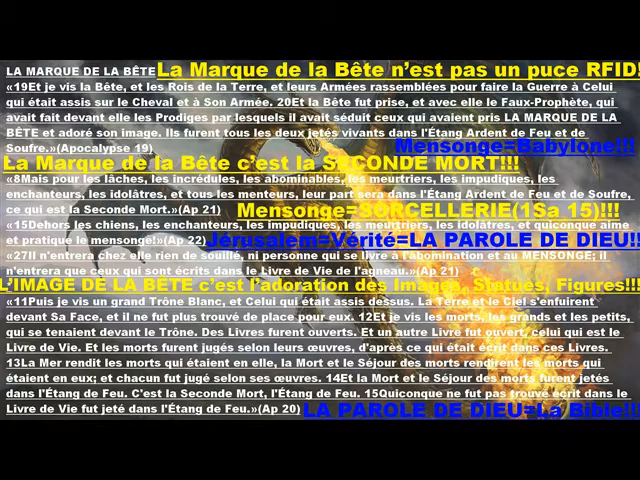 LA MARQUE DE LA BÊTE La Marque de la Bête n'est pas un puce RFID!
«19Et je vis la Bête, et les Rois de la Terre, et leurs Armées rassemblées pour faire la Guerre à Celui
qui était assis sur le Cheval et à Son Armée. 20Et la Bête fut prise, et avec elle le Faux-Prophète, qui
avait fait devant elle les Prodiges par lesquels il avait séduit ceux qui avaient pris LA MARQUE DE LA
BÊTE et adoré son image. Ils furent tous les deux jetés vivants dans l'Étang Ardent de Feu et de
Soufre.»(Apocalypse 19) Mensonge=Babylone!!!
La Marque de la Bête c'est la SECONDE MORT!!!
«8Mais pour les lâches, les incrédules, les abominables, les meurtriers, les impudiques, les
enchanteurs, les idolâtres, et tous les menteurs, leur part sera dans l'Étang Ardent de Feu et de Soufre,
ce qui est la Seconde Mort.»(Ap 21) Mensonge=SORCELLERIE(1Sa 15)!!!
«15Dehors les chiens, les enchanteurs, les impudiques, les meurtriers, les idolâtres, et quiconque aime
et pratique le mensonge!»(Ap 22) Jérusalem=Vérité=LA PAROLE DE DIEU!!
«27Il n'entrera chez elle rien de souillé, ni personne qui se livre à l'abomination et au MENSONGE; il
n'entrera que ceux qui sont écrits dans le Livre de Vie de l'agneau.»(Ap 21)
L'IMAGE DE LA BÊTE c'est l'adoration des Images, Statues, Figures!!!
«11Puis je vis un grand Trône Blanc, et Celui qui était assis dessus. La Terre et le Ciel s'enfuirent
devant Sa Face, et il ne fut plus trouvé de place pour eux. 12Et je vis les morts, les grands et les petits,
qui se tenaient devant le Trône. Des Livres furent ouverts. Et un autre Livre fut ouvert, celui qui est le
Livre de Vie. Et les morts furent jugés selon leurs œuvres, d'après ce qui était écrit dans ces Livres.
13La Mer rendit les morts qui étaient en elle, la Mort et le Séjour des morts rendirent les morts qui
étaient en eux; et chacun fut jugé selon ses œuvres. 14Et la Mort et le Séjour des morts furent jetés
dans l'Étang de Feu. C'est la Seconde Mort, l'Étang de Feu. 15Quiconque ne fut pas trouvé écrit dans le
Livre de Vie fut jeté dans l'Étang de Feu.»(Ap 20) LA PAROLE DE DIEU=La Bible!!!